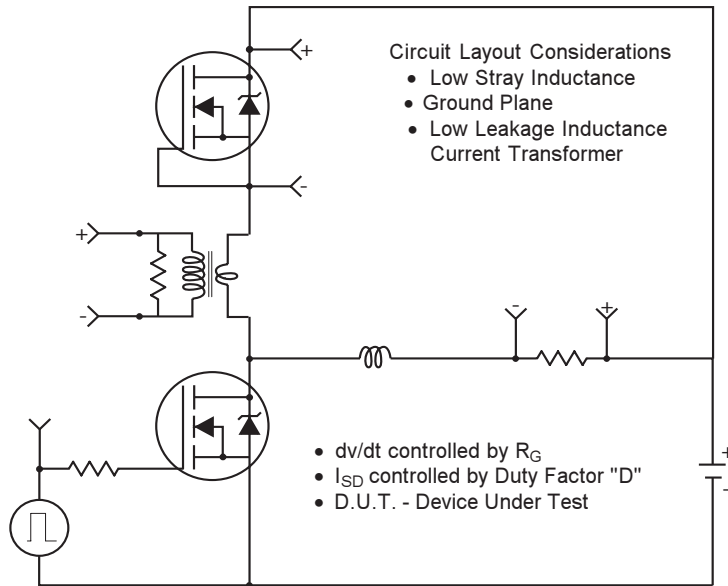 +
Circuit Layout Considerations
• Low Stray Inductance
• Ground Plane
• Low Leakage Inductance
Current Transformer
-
+
-
-
+
• dv/dt controlled by RG
• ISD controlled by Duty Factor "D"
• D.U.T. - Device Under Test
+
-